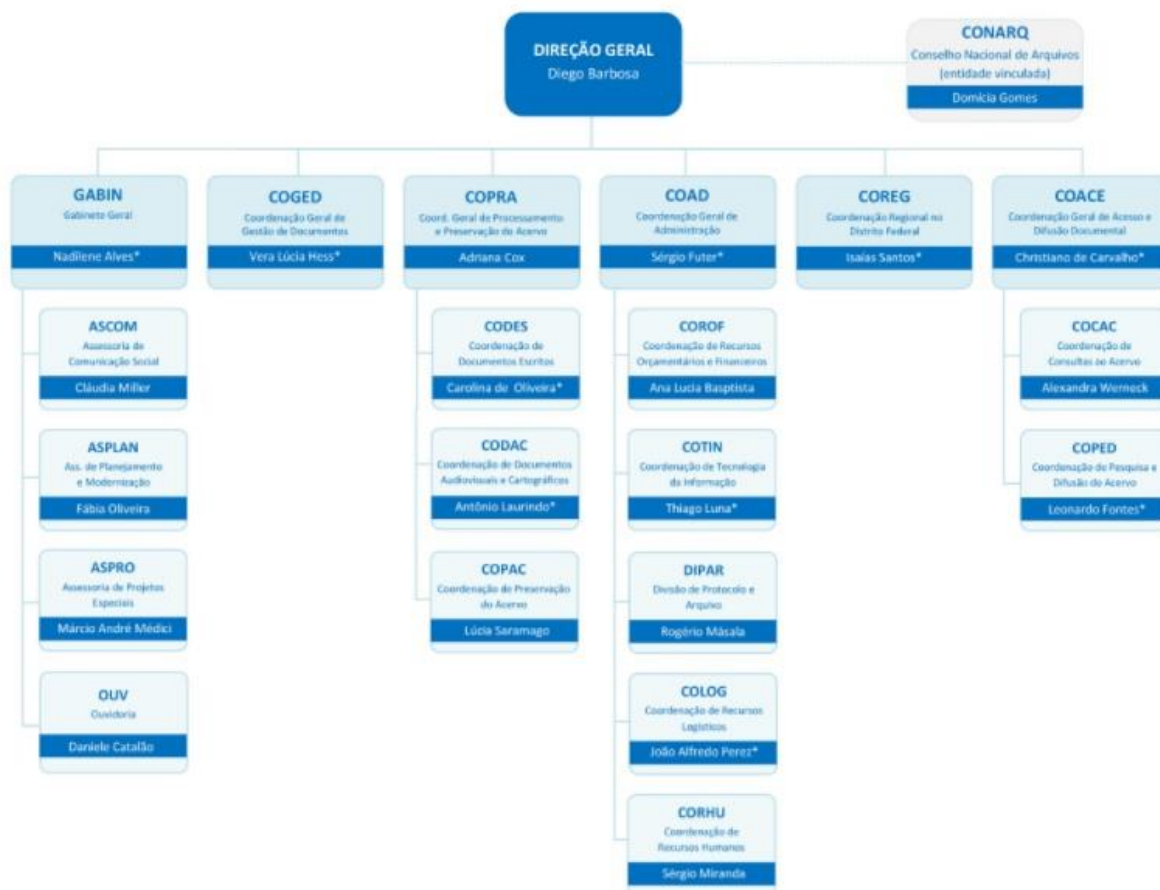 DIREÇÃO GERAL
Diego Barbosa
CONARQ
Conselho Nacional de Arquivos
(entidade vinculada)
Domícia Gomes
GABIN
Gabinete Geral
Nadilene Alves*
COGED
Coordenação Geral de
Gestão de Documentos
Vera Lúcia Hess*
COPRA
Coord. Geral de Processamento
e Preservação do Acervo
Adriana Cox
COAD
Coordenação Geral de
Administração
Sérgio Futer*
COREG
Coordenação Regional no
Distrito Federal
Isaías Santos*
COACE
Coordenação Geral de Acesso e
Difusão Documental
Christiano de Carvalho*
ASCOM
Assessoria de
Comunicação Social
Cláudia Miller
ASPLAN
Ass. de Planejamento
e Modernização
Fábia Oliveira
ASPRO
Assessoria de Projetos
Especiais
Márcio André Médici
OUV
Ouvidoria
Daniele Catalão
CODES
Coordenação de
Documentos Escritos
Carolina de Oliveira*
CODAC
Coordenação de Documentos
Audiovisuais e Cartográficos
Antônio Laurindo*
COPAC
Coordenação de Preservação
do Acervo
Lúcia Saramago
COROF
Coordenação de Recursos
Orçamentários e Financeiros
Ana Lucia Basptista
COTIN
Coordenação de Tecnologia
da Informação
Thiago Luna*
DIPAR
Divisão de Protocolo e
Arquivo
Rogério Másala
COLOG
Coordenação de Recursos
Logísticos
João Alfredo Perez*
CORHU
Coordenação de
Recursos Humanos
Sérgio Miranda
COCAC
Coordenação de
Consultas ao Acervo
Alexandra Werneck
COPED
Coordenação de Pesquisa e
Difusão do Acervo
Leonardo Fontes*